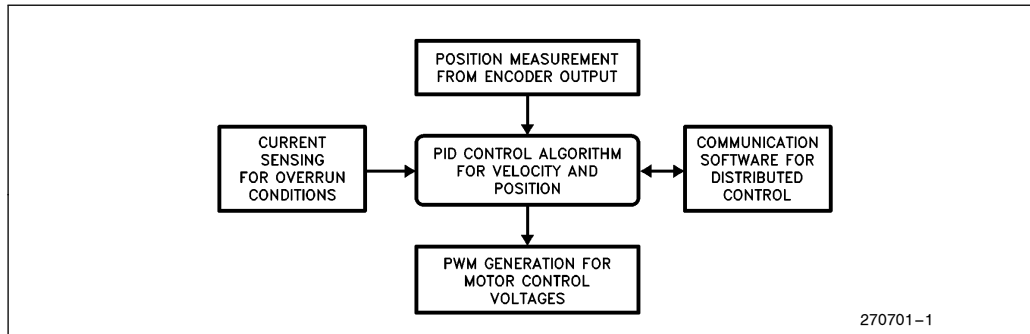 POSITION MEASUREMENT
FROM ENCODER OUTPUT
CURRENT
SENSING
FOR OVERRUN
CONDITIONS
PID CONTROL ALGORITHM
FOR VELOCITY AND
POSITION
COMMUNICATION
SOFTWARE FOR
DISTRIBUTED
CONTROL
PWM GENERATION FOR
MOTOR CONTROL
VOLTAGES
270701–1